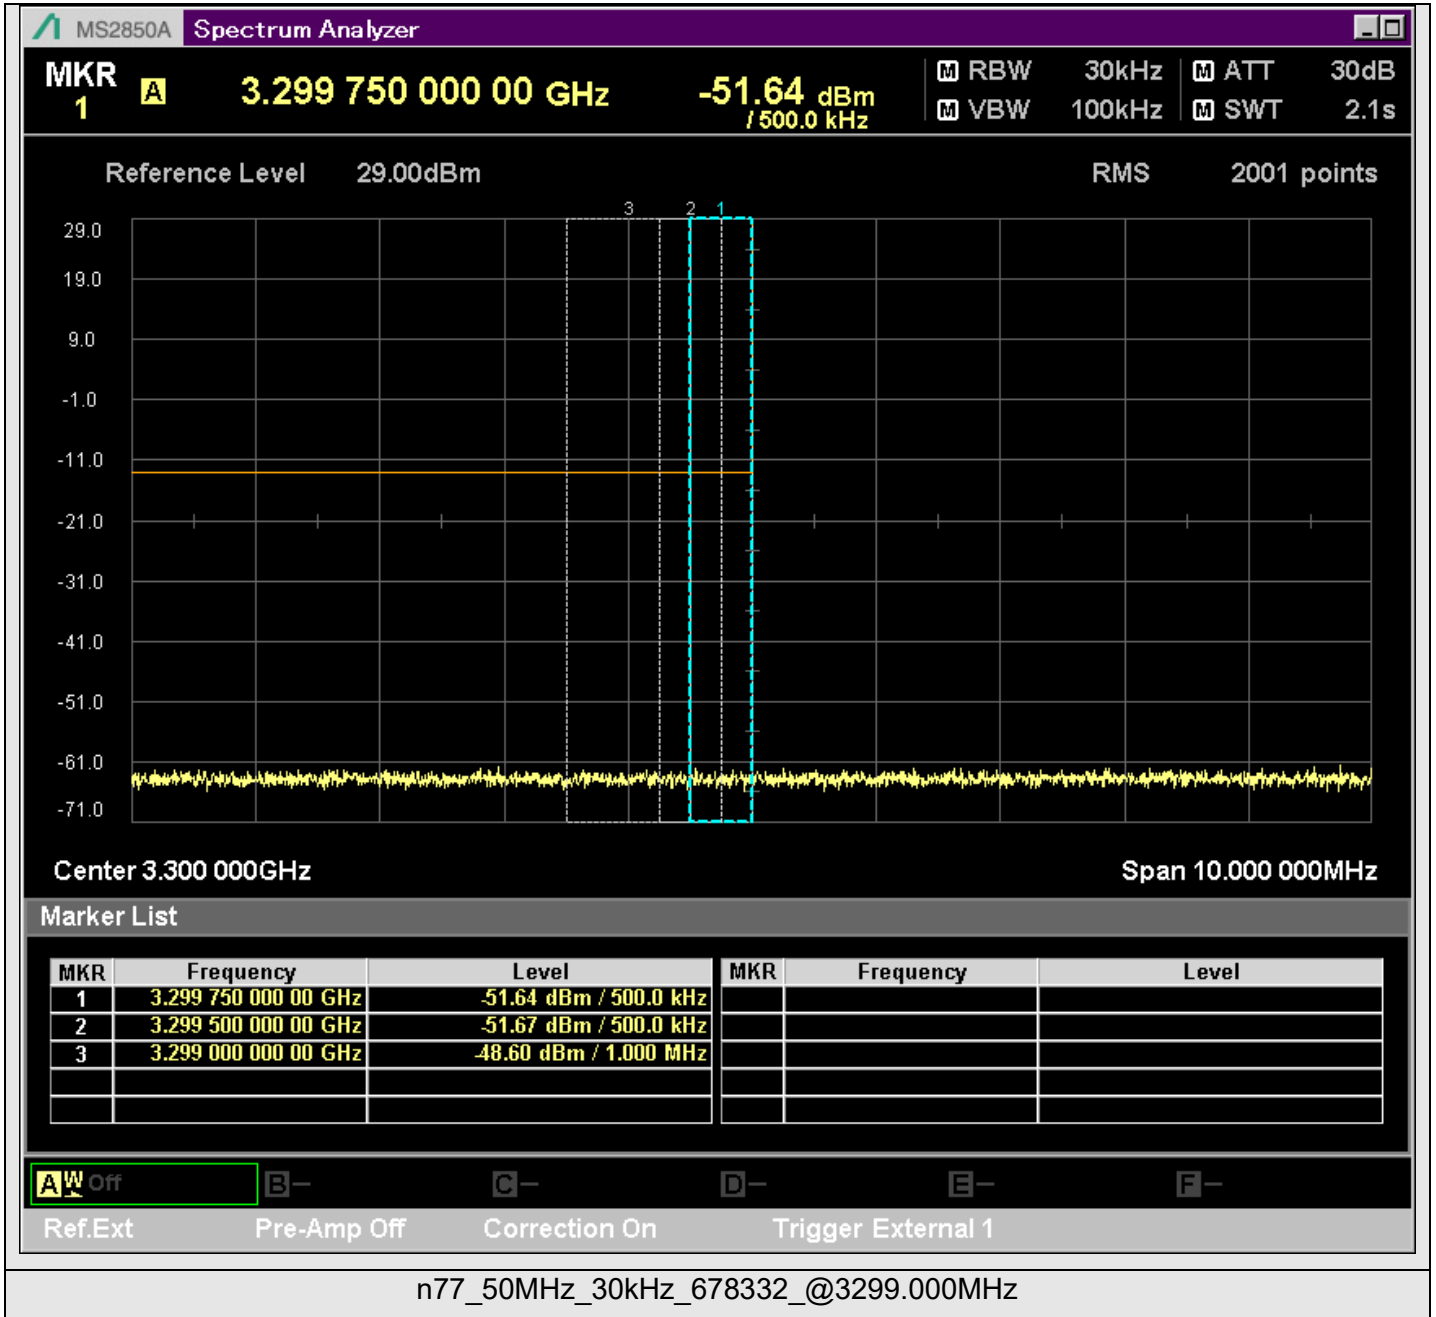 MS2850A Spectrum Analyzer
MKR 1 A 3.299 750 000 00 GHz -51.64 dBm / 500.0 kHz
M RBW 30kHz M ATT 30dB
M VBW 100kHz M SWT 2.1s
Reference Level 29.00dBm RMS 2001 points
3 2 1
29.0
19.0
9.0
-1.0
-11.0
-21.0
-31.0
-41.0
-51.0
-61.0
-71.0
Center 3.300 000GHz Span 10.000 000MHz
Marker List
MKR Frequency Level MKR Frequency Level
1 3.299 750 000 00 GHz -51.64 dBm / 500.0 kHz
2 3.299 500 000 00 GHz -51.67 dBm / 500.0 kHz
3 3.299 000 000 00 GHz -48.60 dBm / 1.000 MHz
A W Off B - C - D - E - F -
Ref.Ext Pre-Amp Off Correction On Trigger External 1
n77_50MHz_30kHz_678332_@3299.000MHz